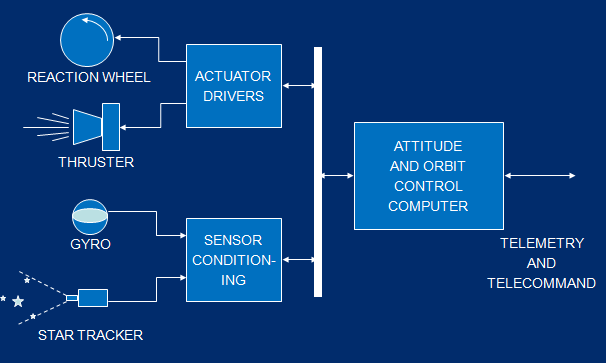 REACTION WHEEL
ACTUATOR
DRIVERS
THRUSTER
ATTITUDE
AND ORBIT
CONTROL
COMPUTER
GYRO
SENSOR
CONDITION-
ING
TELEMETRY
AND
TELECOMMAND
STAR TRACKER